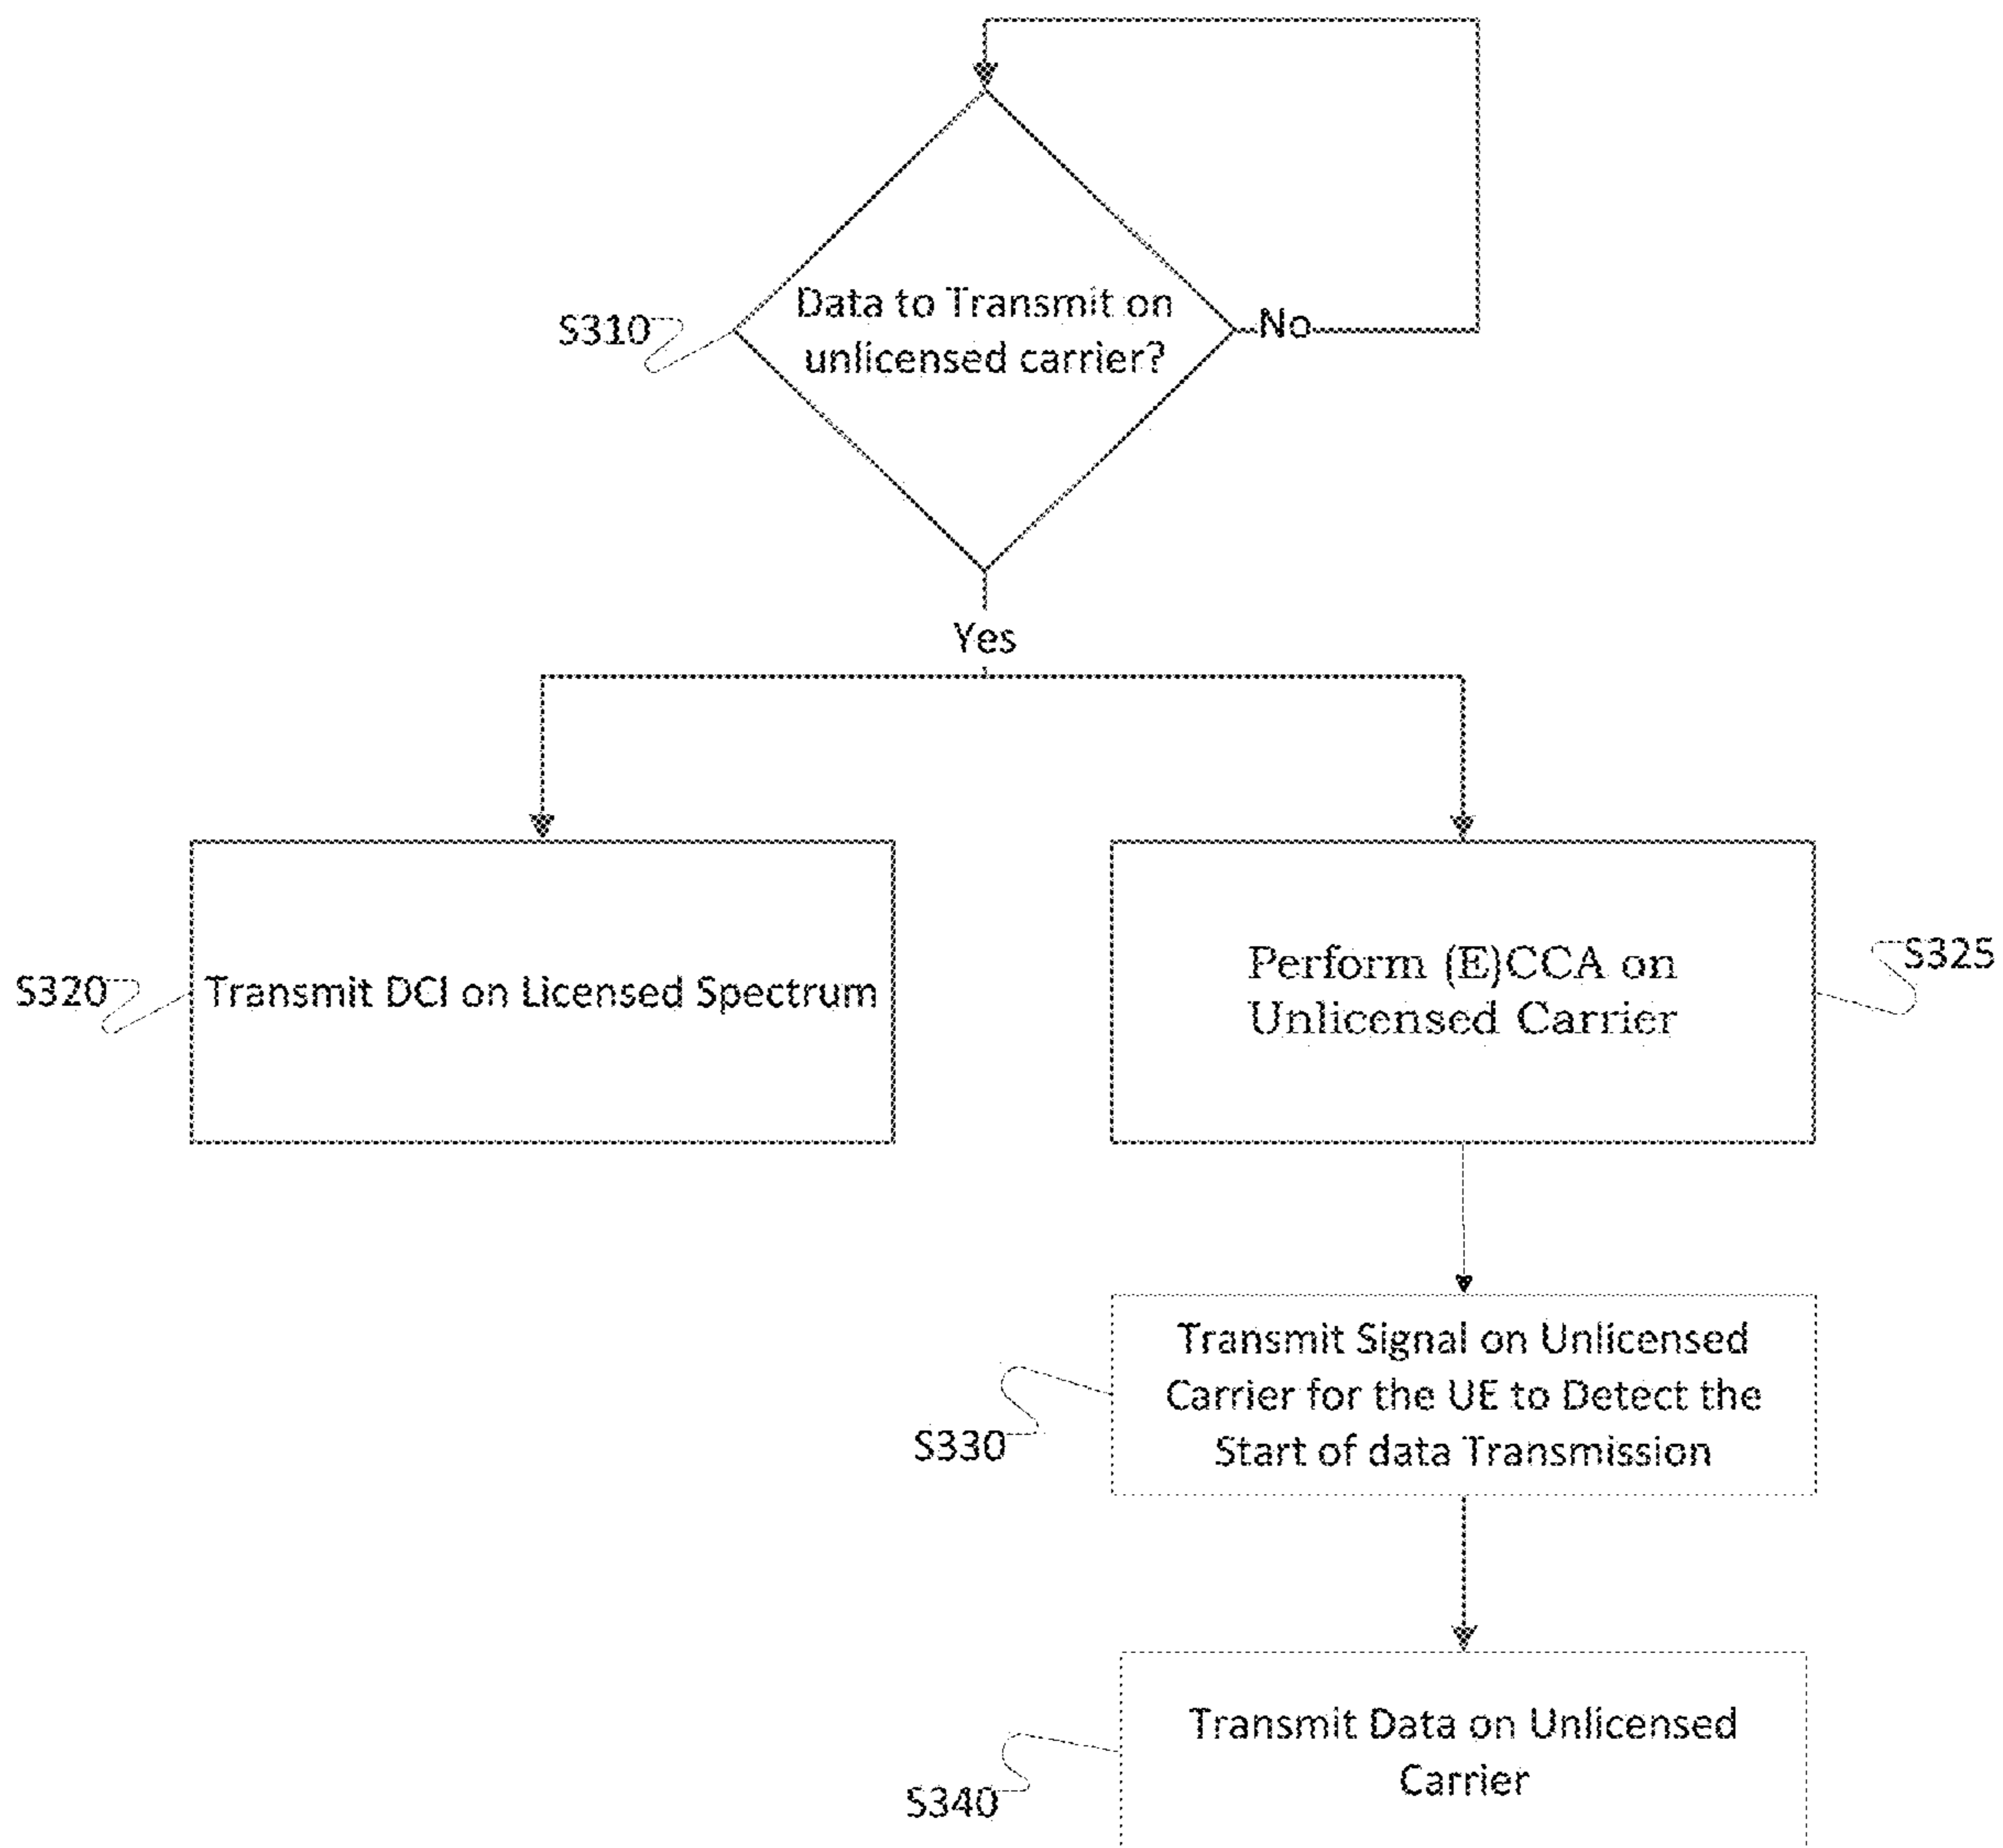 S310
Data to Transmit on
unlicensed carrier?
No
Yes
S320
Transmit DCI on Licensed Spectrum
Perform (E)CCA on
Unlicensed Carrier
S325
Transmit Signal on Unlicensed
Carrier for the UE to Detect the
Start of data Transmission
S330
Transmit Data on Unlicensed
Carrier
S340